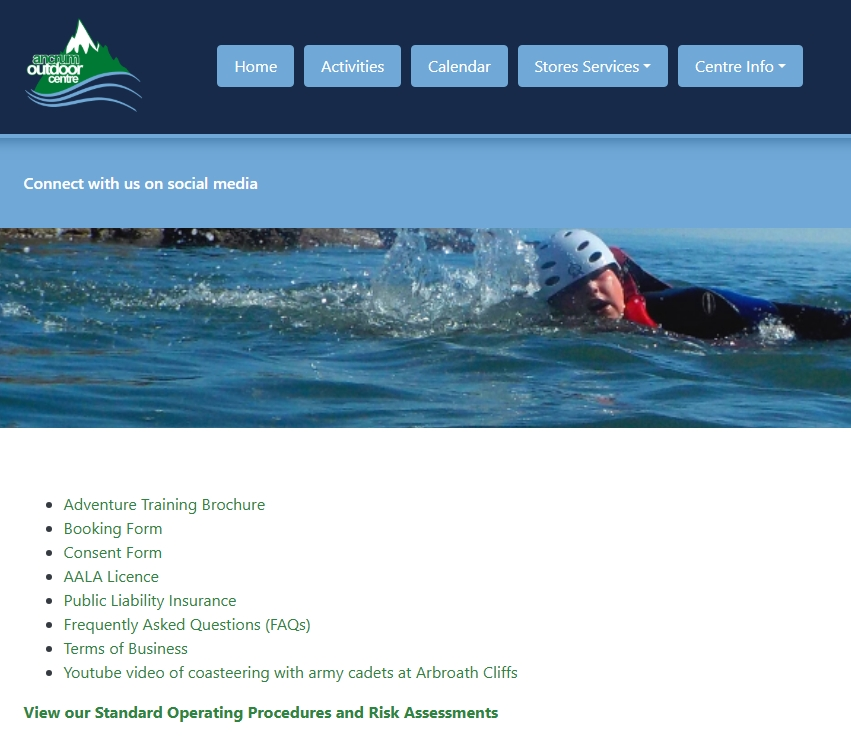 ancrum
outdoor
centre
Home
Activities
Calendar
Stores Services
Centre Info
Connect with us on social media
Adventure Training Brochure
Booking Form
Consent Form
AALA Licence
Public Liability Insurance
Frequently Asked Questions (FAQs)
Terms of Business
Youtube video of coasteering with army cadets at Arbroath Cliffs
View our Standard Operating Procedures and Risk Assessments